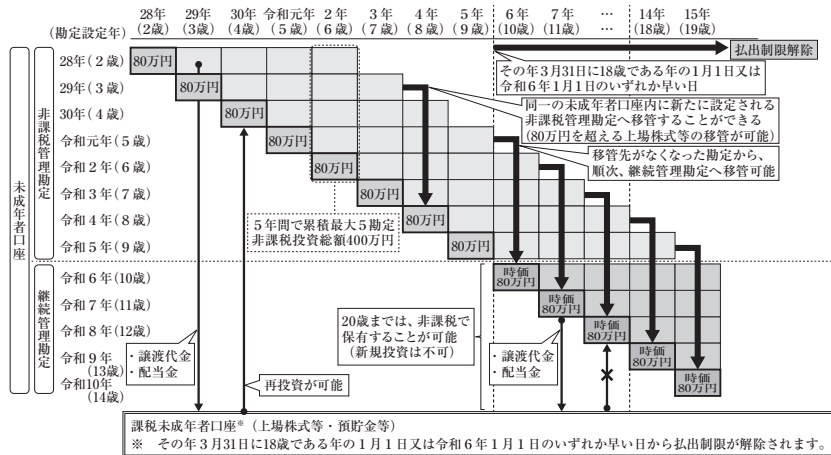 28年 29年 30年 令和元年 2年 3年 4年 5年 6年 7年 … 14年 15年
(勘定設定年) (2歳) (3歳) (4歳) (5歳) (6歳) (7歳) (8歳) (9歳) (10歳) (11歳) … (18歳) (19歳)
払出制限解除
その年3月31日に18歳である年の1月1日又は
令和6年1月1日のいずれか早い日
未成年者口座
非課税管理勘定
28年(2歳) 80万円
29年(3歳) 80万円
30年(4歳) 80万円
令和元年(5歳) 80万円
令和2年(6歳) 80万円
令和3年(7歳) 80万円
令和4年(8歳) 80万円
令和5年(9歳) 80万円
同一の未成年者口座内に新たに設定される
非課税管理勘定へ移管することができる
(80万円を超える上場株式等の移管が可能)
移管先がなくなった勘定から、
順次、継続管理勘定へ移管可能
5年間で累積最大5勘定
非課税投資総額400万円
継続管理勘定
令和6年(10歳) 時価
80万円
令和7年(11歳) 時価
80万円
令和8年(12歳) 時価
80万円
令和9年
(13歳) 時価
80万円
令和10年
(14歳) 時価
80万円
20歳までは、非課税で
保有することが可能
(新規投資は不可)
・譲渡代金
・配当金
再投資が可能
・譲渡代金
・配当金
課税未成年者口座※(上場株式等・預貯金等)
※ その年3月31日に18歳である年の1月1日又は令和6年1月1日のいずれか早い日から払出制限が解除されます。